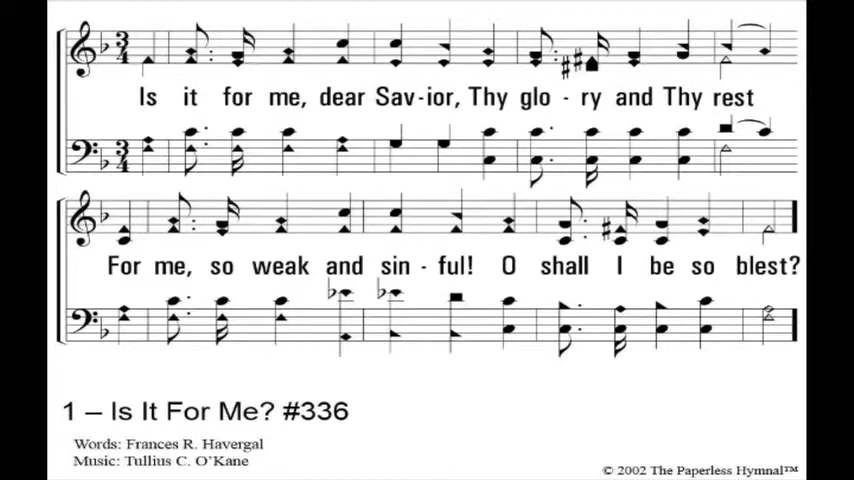 Is it for me, dear Sav-ior, Thy glo - ry and Thy rest
For me, so weak and sin - ful! O shall I be so blest?
1 – Is It For Me? #336
Words: Frances R. Havergal
Music: Tullius C. O'Kane
© 2002 The Paperless Hymnal™